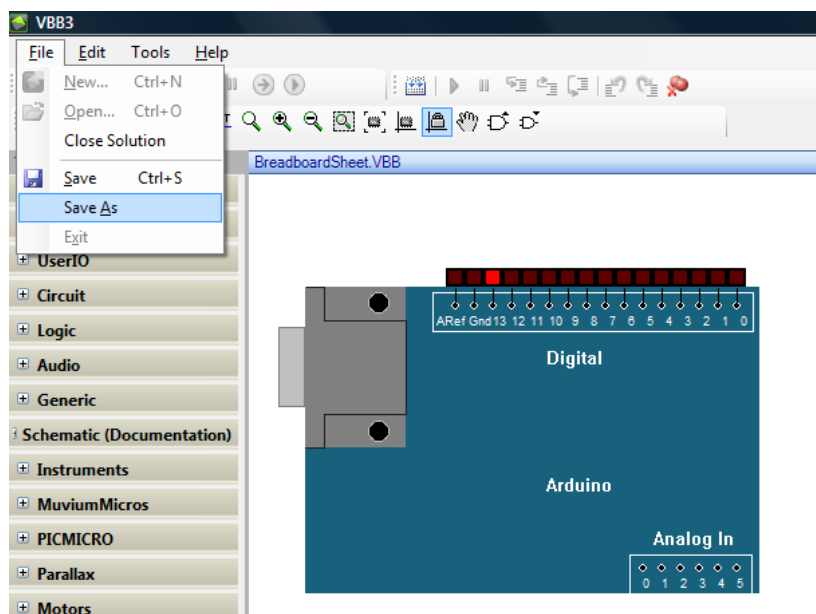 VBB3
File Edit Tools Help
New... Ctrl+N
Open... Ctrl+O
Close Solution
Save Ctrl+S
Save As
Exit
BreadboardSheet.VBB
UserIO
Circuit
Logic
Audio
Generic
Schematic (Documentation)
Instruments
MuviumMicros
PICMICRO
Parallax
Motors
ARef Gnd 13 12 11 10 9 8 7 6 5 4 3 2 1 0
Digital
Arduino
Analog In
0 1 2 3 4 5